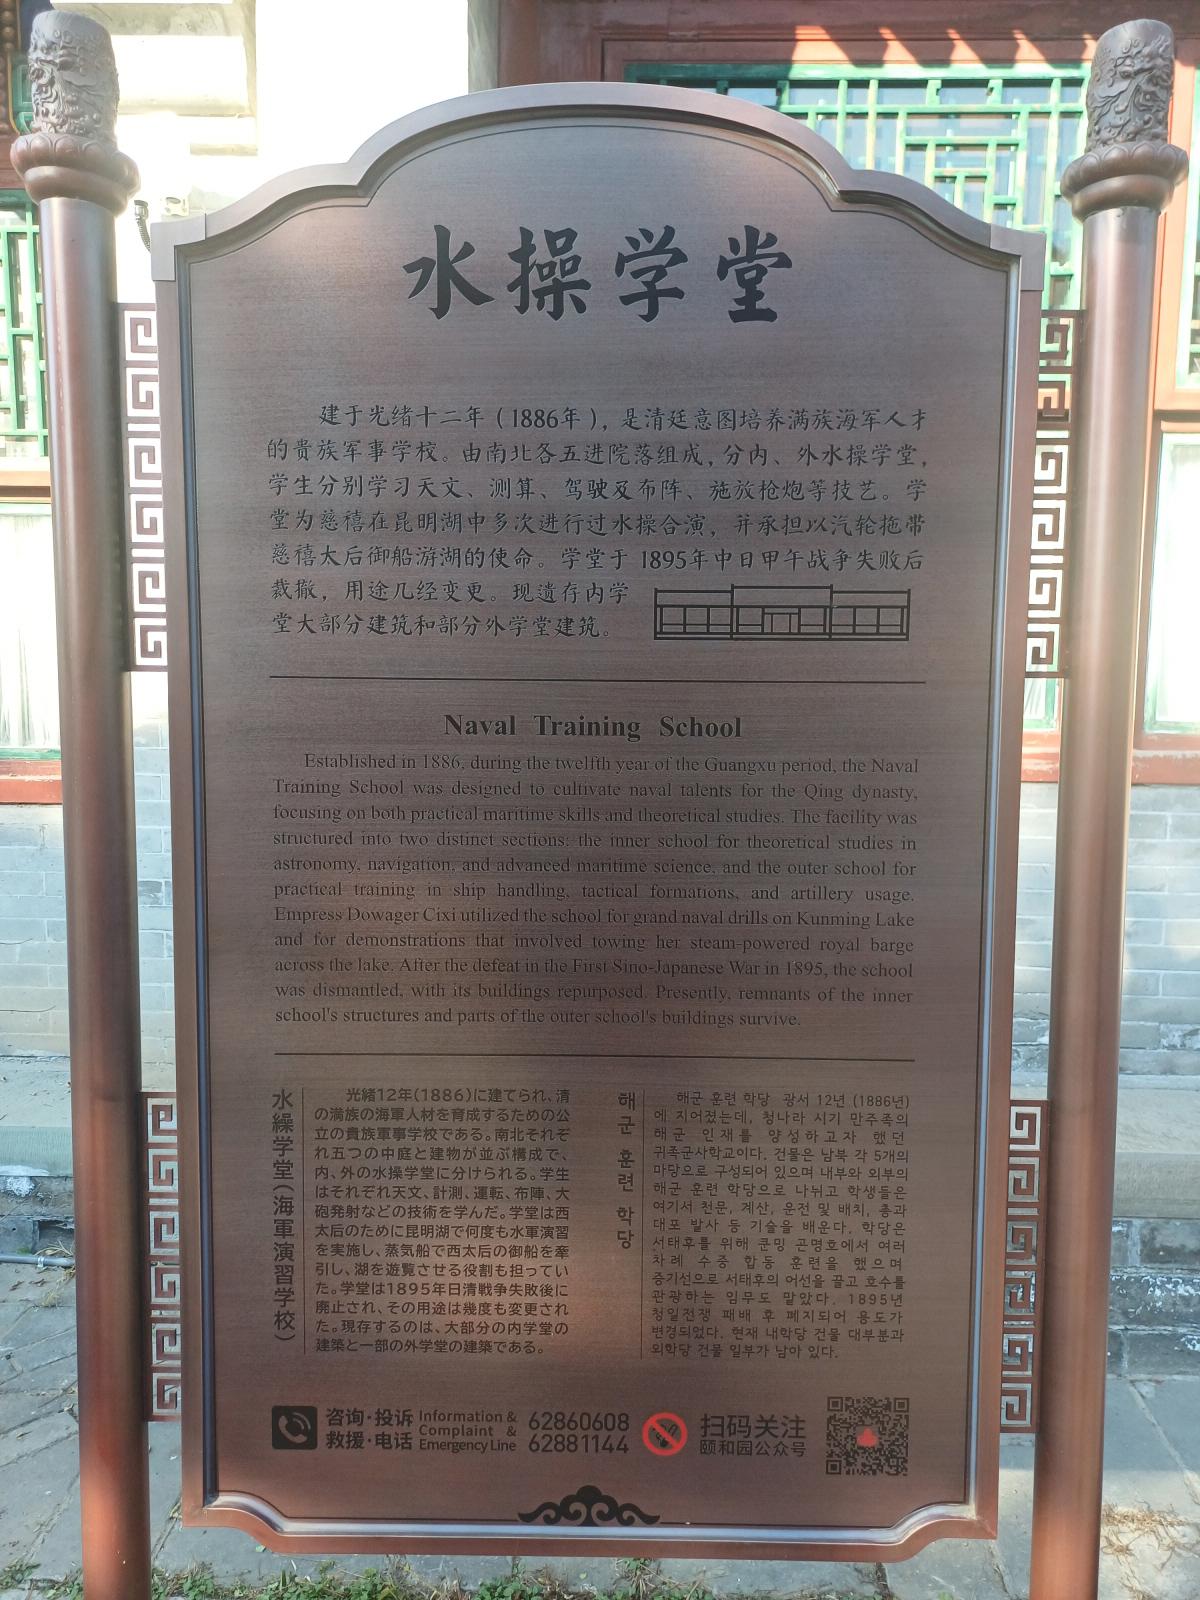 水操学堂
建于光绪十二年（1886年），是清廷意图培养满族海军人才
的贵族军事学校。由南北各五进院落组成，分内、外水操学堂，
学生分别学习天文、测算、驾驶及布阵、施放枪炮等技艺。学
堂为慈禧在昆明湖中多次进行过水操合演，并承担以汽轮拖带
慈禧太后御船游湖的使命。学堂于 1895年中日甲午战争失败后
裁撤，用途几经变更。现遗存内学
堂大部分建筑和部分外学堂建筑。
Naval Training School
Established in 1886, during the twelfth year of the Guangxu period, the Naval
Training School was designed to cultivate naval talents for the Qing dynasty,
focusing on both practical maritime skills and theoretical studies. The facility was
structured into two distinct sections: the inner school for theoretical studies in
astronomy, navigation, and advanced maritime science, and the outer school for
practical training in ship handling, tactical formations, and artillery usage.
Empress Dowager Cixi utilized the school for grand naval drills on Kunming Lake
and for demonstrations that involved towing her steam-powered royal barge
across the lake. After the defeat in the First Sino-Japanese War in 1895, the school
was dismantled, with its buildings repurposed. Presently, remnants of the inner
school's structures and parts of the outer school's buildings survive.
水繰学堂（海軍演習学校）
光緒12年(1886)に建てられ、清
の満族の海軍人材を育成するための公
立の貴族軍事学校である。南北それぞ
れ五つの中庭と建物が並ぶ構成で、
内、外の水操学堂に分けられる。学生
はそれぞれ天文、計測、運転、布陣、大
砲発射などの技術を学んだ。学堂は西
太后のために昆明湖で何度も水軍演習
を実施し、蒸気船で西太后の御船を牽
引し、湖を遊覧させる役割も担ってい
た。学堂は1895年日清戦争失敗後に
廃止され、その用途は幾度も変更され
た。現存するのは、大部分の内学堂の
建築と一部の外学堂の建築である。
해군 훈련 학당
해군 훈련 학당 광서 12년 (1886년)
에 지어졌는데, 청나라 시기 만주족의
해군 인재를 양성하고자 했던
귀족군사학교이다. 건물은 남북 각 5개의
마당으로 구성되어 있으며 내부와 외부의
해군 훈련 학당으로 나뉘고 학생들은
여기서 천문, 계산, 운전 및 배치, 총과
대포 발사 등 기술을 배운다. 학당은
서태후를 위해 쿤밍 곤명호에서 여러
차례 수중 합동 훈련을 했으며
증기선으로 서태후의 어선을 끌고 호수를
관광하는 임무도 맡았다. 1895년
청일전쟁 패배 후 폐지되어 용도가
변경되었다. 현재 내학당 건물 대부분과
외학당 건물 일부가 남아 있다.
咨询·投诉 Information & 62860608
救援·电话 Complaint & Emergency Line 62881144
扫码关注
颐和园公众号